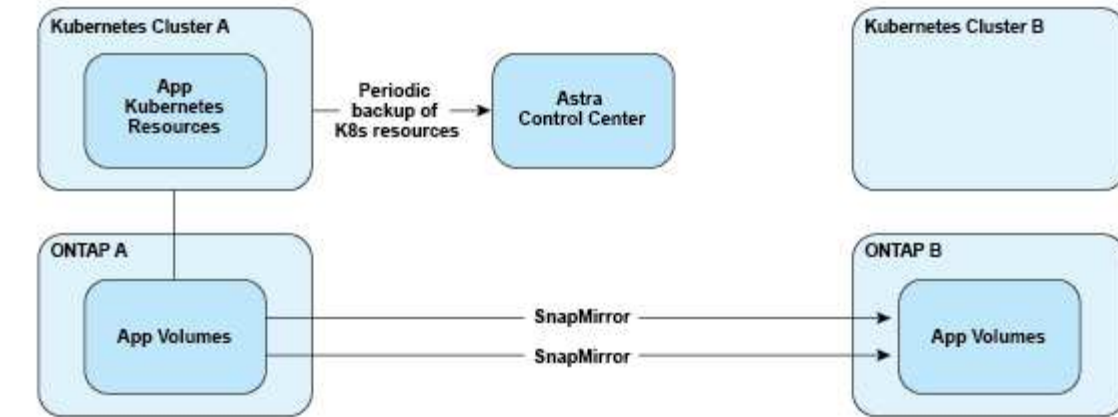 Kubernetes Cluster A
App
Kubernetes
Resources
Periodic
backup of
K8s resources
Astra
Control Center
Kubernetes Cluster B
ONTAP A
App Volumes
SnapMirror
SnapMirror
ONTAP B
App Volumes